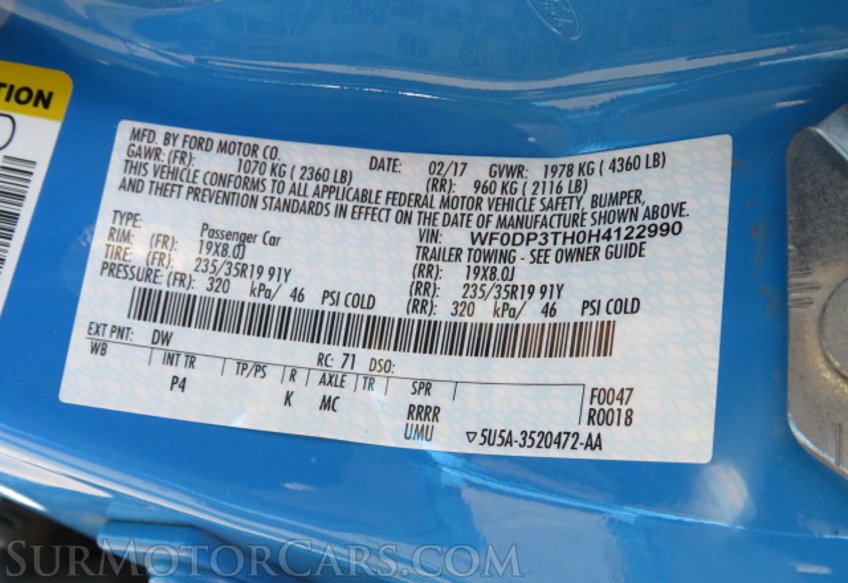 TION
MFD. BY FORD MOTOR CO.
DATE: 02/17 GVWR: 1978 KG ( 4360 LB)
GAWR: (FR): 1070 KG ( 2360 LB) (RR): 960 KG ( 2116 LB)
THIS VEHICLE CONFORMS TO ALL APPLICABLE FEDERAL MOTOR VEHICLE SAFETY, BUMPER,
AND THEFT PREVENTION STANDARDS IN EFFECT ON THE DATE OF MANUFACTURE SHOWN ABOVE.
VIN: WF0DP3TH0H4122990
TYPE: Passenger Car TRAILER TOWING - SEE OWNER GUIDE
RIM: (FR): 19X8.0J (RR): 19X8.0J
TIRE: (FR): 235/35R19 91Y (RR): 235/35R19 91Y
PRESSURE: (FR): 320 kPa/ 46 PSI COLD (RR): 320 kPa/ 46 PSI COLD
EXT PNT: DW RC: 71 DSO:
WB INT TR TP/PS R AXLE TR SPR F0047
P4 K MC RRRR R0018
UMU ▽5U5A-3520472-AA
SurMotorCars.com